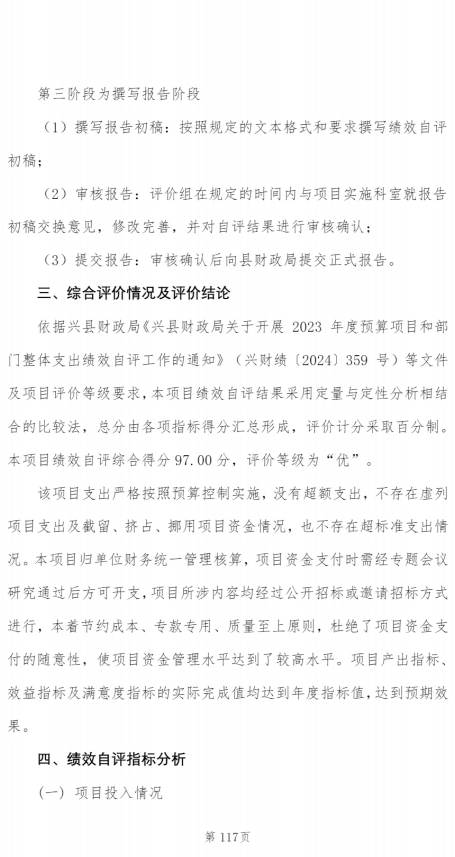 第三阶段为撰写报告阶段
（1）撰写报告初稿：按照规定的文本格式和要求撰写绩效自评
初稿；
（2）审核报告：评价组在规定的时间内与项目实施科室就报告
初稿交换意见，修改完善，并对自评结果进行审核确认；
（3）提交报告：审核确认后向县财政局提交正式报告。
三、综合评价情况及评价结论
依据兴县财政局《兴县财政局关于开展 2023 年度预算项目和部
门整体支出绩效自评工作的通知》（兴财绩〔2024〕359 号）等文件
及项目评价等级要求，本项目绩效自评结果采用定量与定性分析相结
合的比较法，总分由各项指标得分汇总形成，评价计分采取百分制。
本项目绩效自评综合得分 97.00 分，评价等级为“优”。
该项目支出严格按照预算控制实施，没有超额支出，不存在虚列
项目支出及截留、挤占、挪用项目资金情况，也不存在超标准支出情
况。本项目归单位财务统一管理核算，项目资金支付时需经专题会议
研究通过后方可开支，项目所涉内容均经过公开招标或邀请招标方式
进行，本着节约成本、专款专用、质量至上原则，杜绝了项目资金支
付的随意性，使项目资金管理水平达到了较高水平。项目产出指标、
效益指标及满意度指标的实际完成值均达到年度指标值，达到预期效
果。
四、绩效自评指标分析
(一) 项目投入情况
第 117页